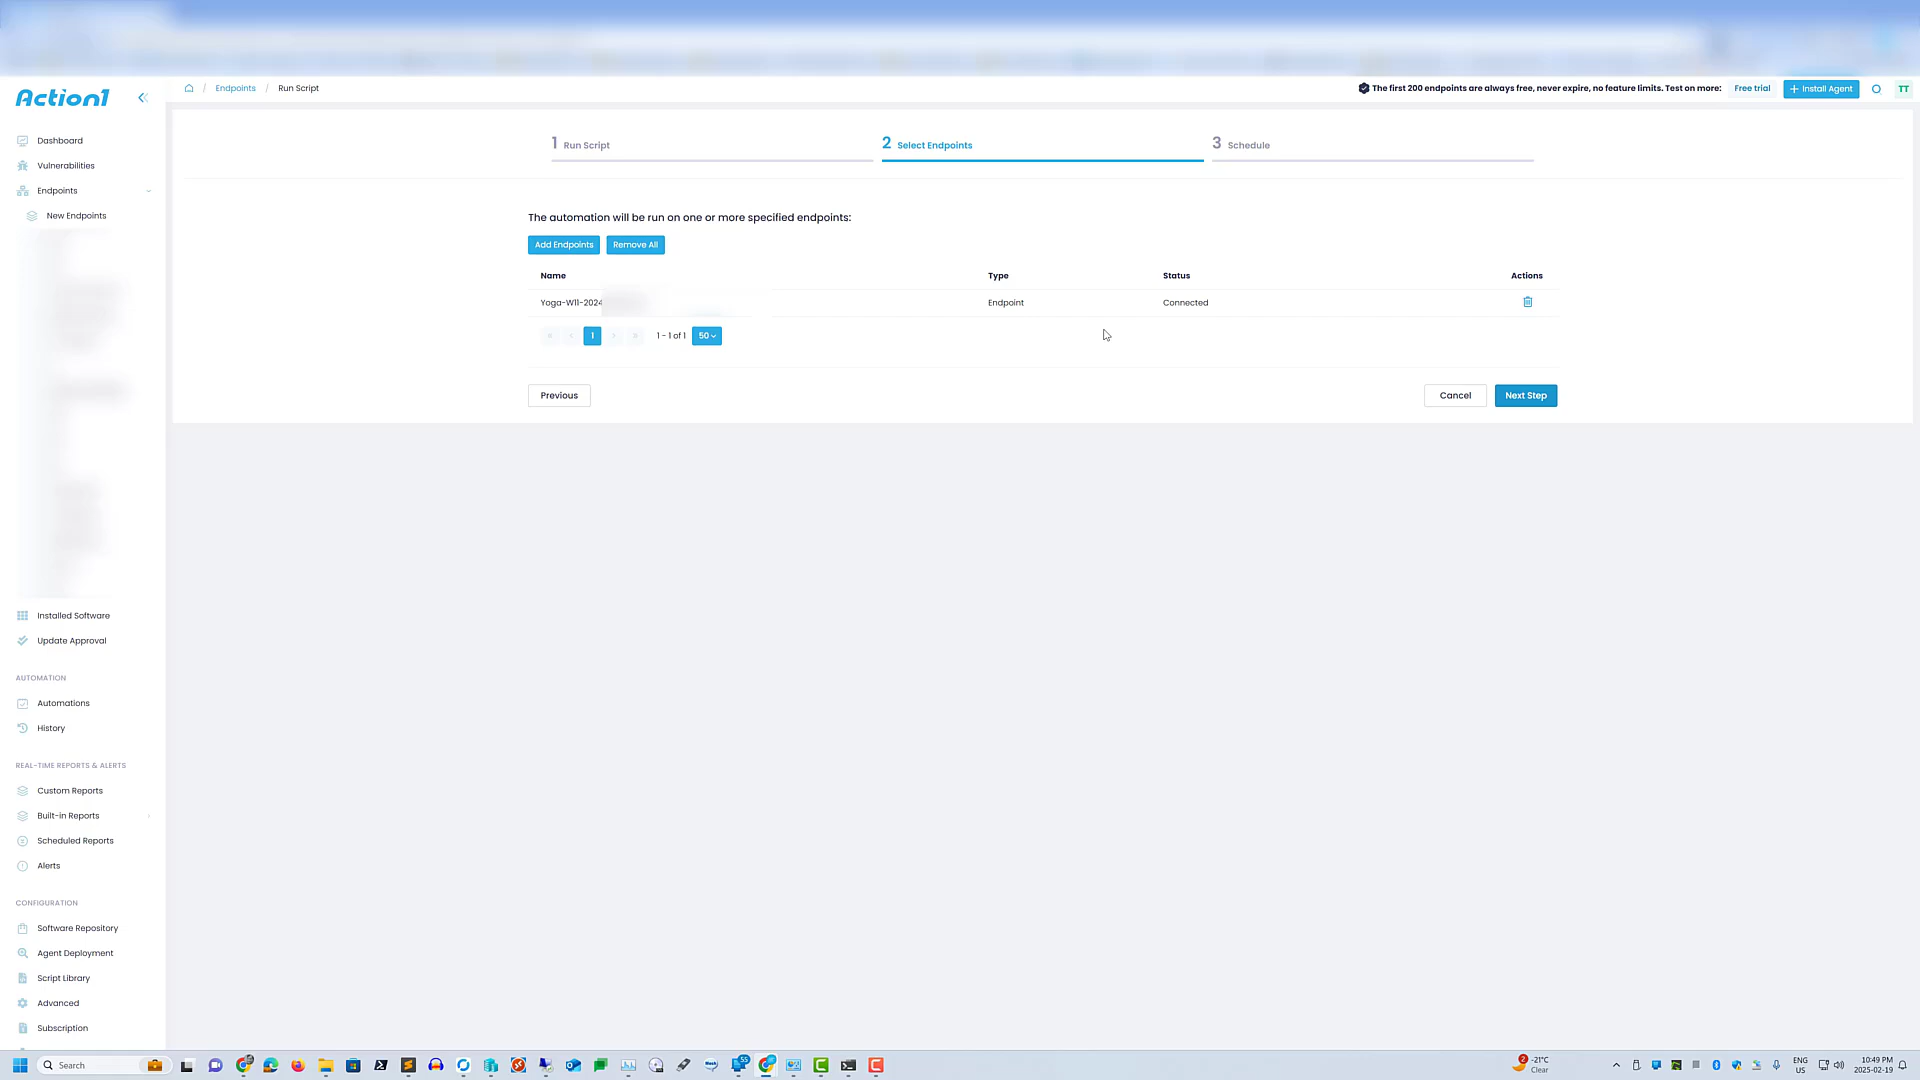 Action1
Endpoints / Run Script
The first 200 endpoints are always free, never expire, no feature limits. Test on more: Free trial
+ Install Agent
TT
Dashboard
Vulnerabilities
Endpoints
New Endpoints
Installed Software
Update Approval
AUTOMATION
Automations
History
REAL-TIME REPORTS & ALERTS
Custom Reports
Built-in Reports
Scheduled Reports
Alerts
CONFIGURATION
Software Repository
Agent Deployment
Script Library
Advanced
Subscription
1 Run Script
2 Select Endpoints
3 Schedule
The automation will be run on one or more specified endpoints:
Add Endpoints Remove All
Name Type Status Actions
Yoga-W11-2024 Endpoint Connected
« ‹ 1 › » 1 - 1 of 1 50
Previous Cancel Next Step
Search
55
2 -21°C
Clear
ENG
US
10:49 PM
2025-02-19